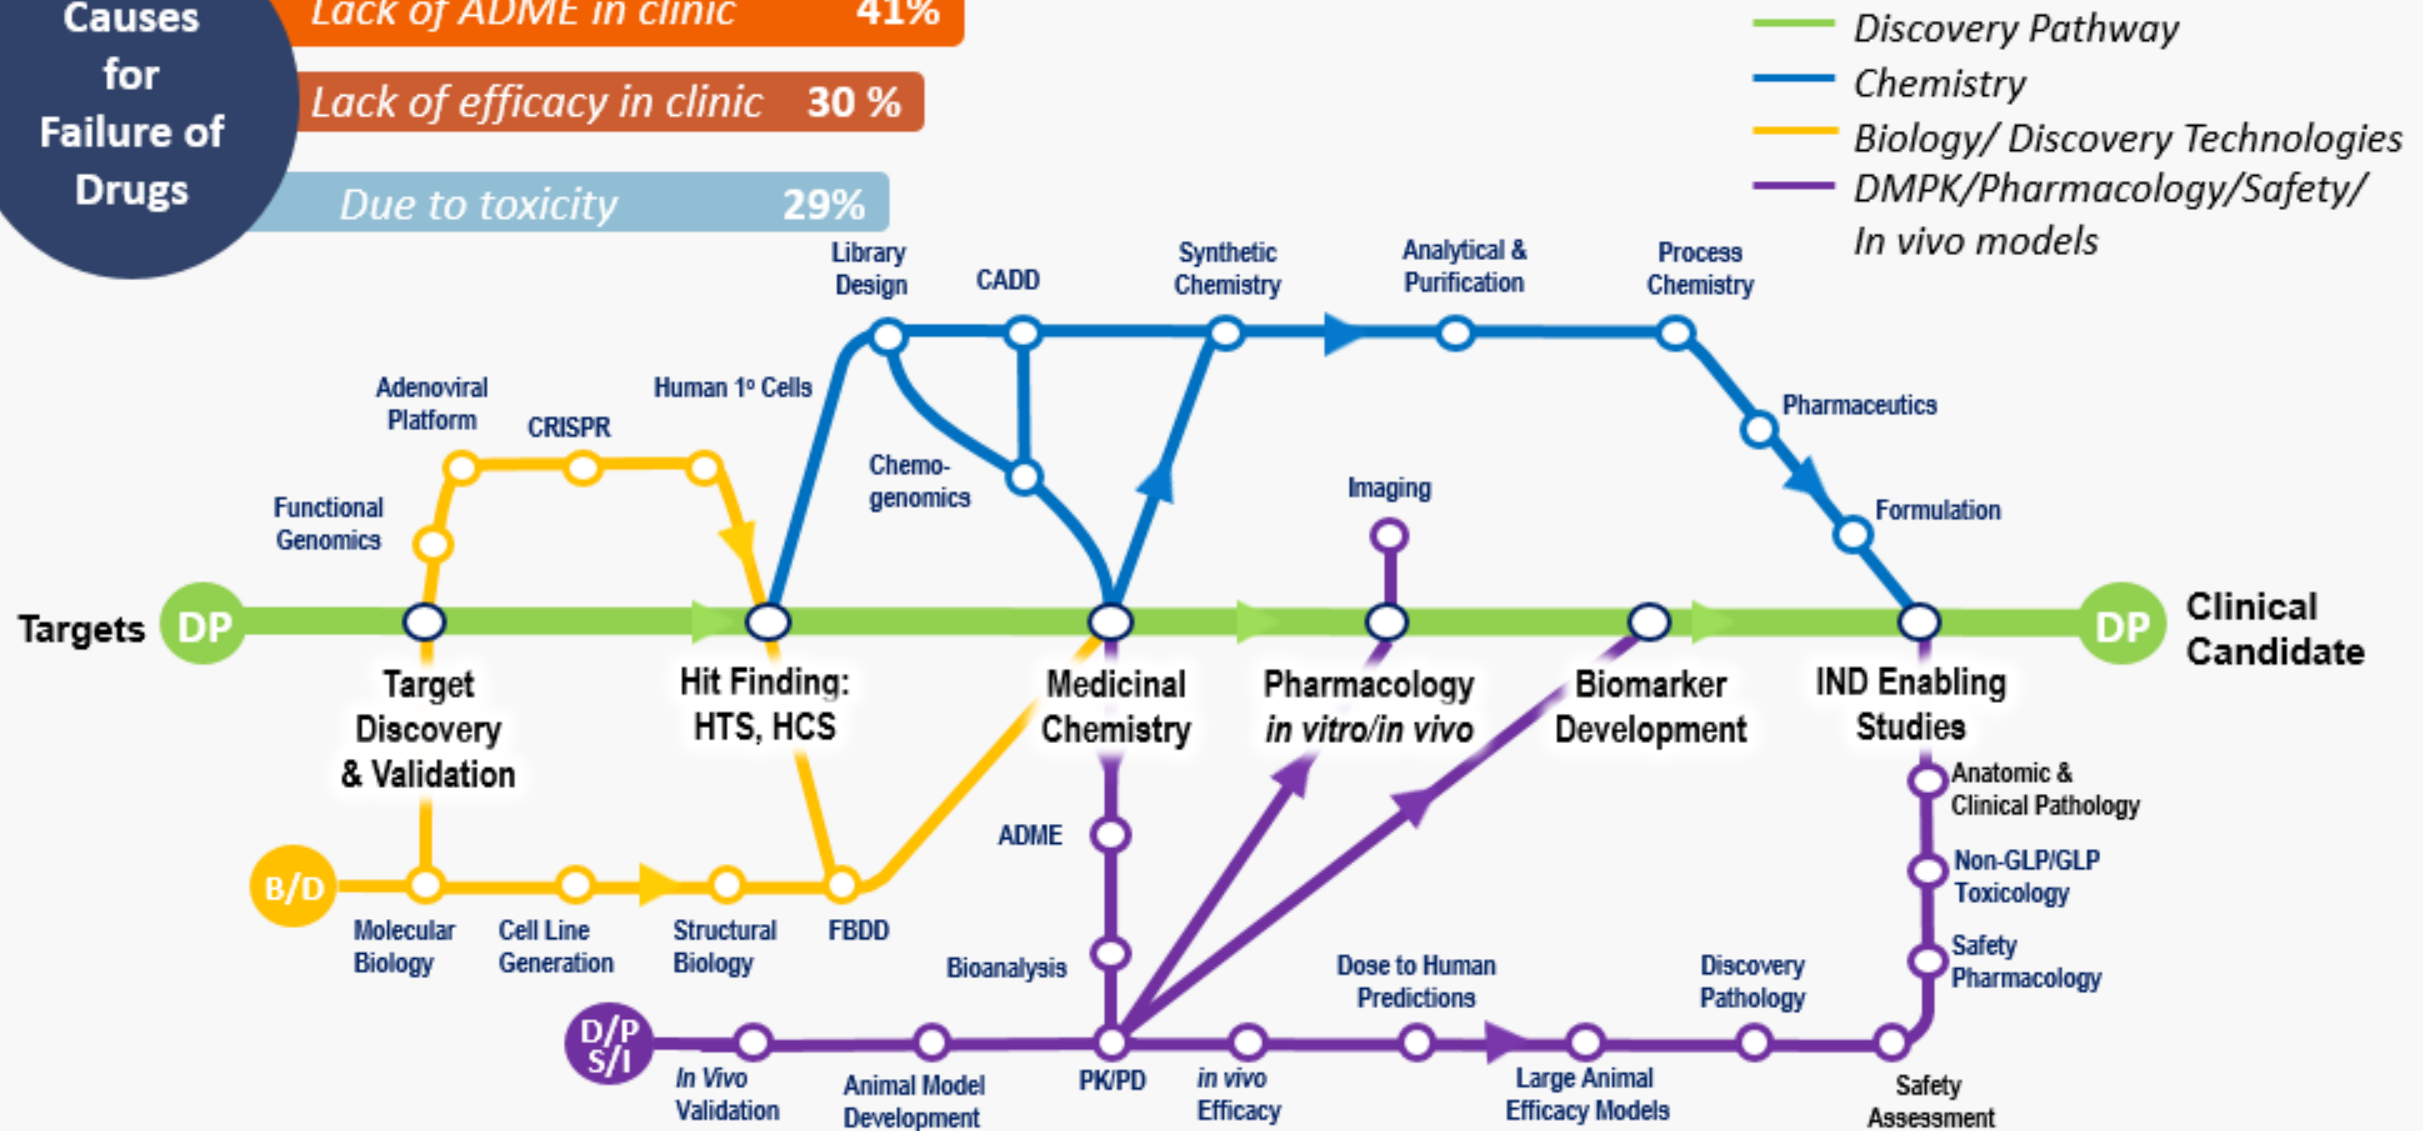 Causes
for
Failure of
Drugs
Lack of ADME in clinic 41%
Lack of efficacy in clinic 30 %
Due to toxicity 29%
Discovery Pathway
Chemistry
Biology/ Discovery Technologies
DMPK/Pharmacology/Safety/
In vivo models
Library
Design
CADD
Synthetic
Chemistry
Analytical &
Purification
Process
Chemistry
Adenoviral
Platform
CRISPR
Human 1º Cells
Pharmaceutics
Chemo-
genomics
Imaging
Functional
Genomics
Formulation
Targets
DP
DP
Clinical
Candidate
Target
Discovery
& Validation
Hit Finding:
HTS, HCS
Medicinal
Chemistry
Pharmacology
in vitro/in vivo
Biomarker
Development
IND Enabling
Studies
Anatomic &
Clinical Pathology
ADME
Non-GLP/GLP
Toxicology
B/D
Molecular
Biology
Cell Line
Generation
Structural
Biology
FBDD
Bioanalysis
Dose to Human
Predictions
Discovery
Pathology
Safety
Pharmacology
D/P
S/I
In Vivo
Validation
Animal Model
Development
PK/PD
in vivo
Efficacy
Large Animal
Efficacy Models
Safety
Assessment